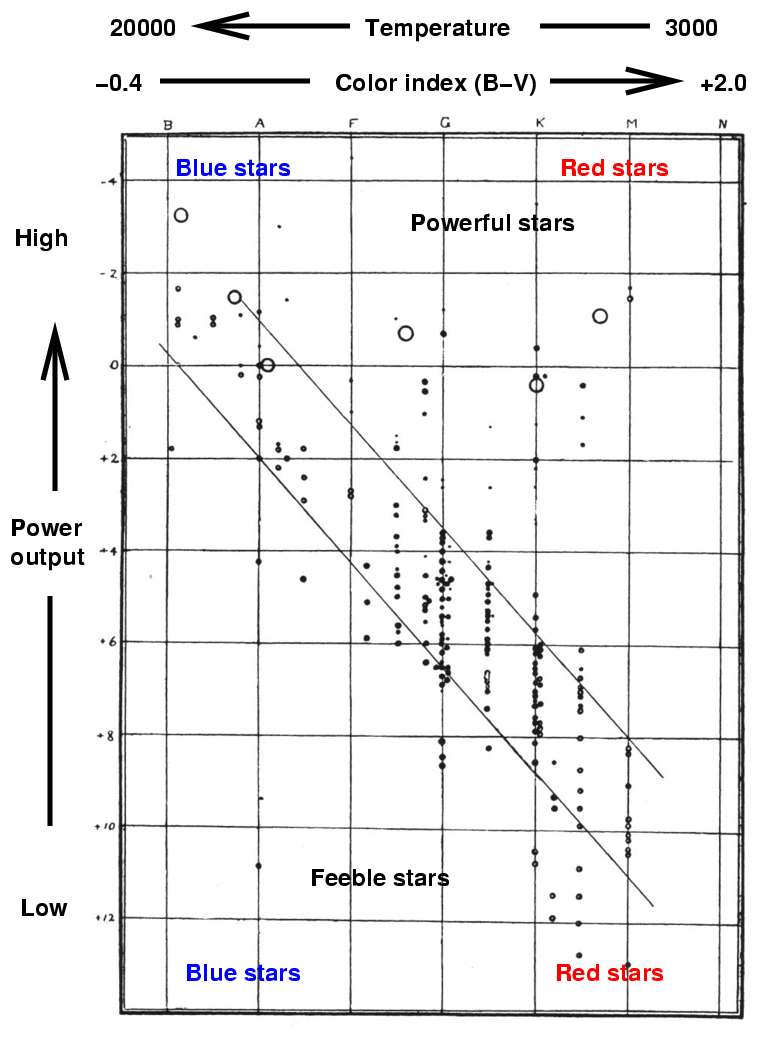 20000 Temperature 3000
−0.4 Color index (B−V) +2.0
B A F G K M N
Blue stars Red stars
-4
Powerful stars
High
-2
0
+2
Power
output
+4
+6
+8
+10
Feeble stars
Low
+12
Blue stars Red stars